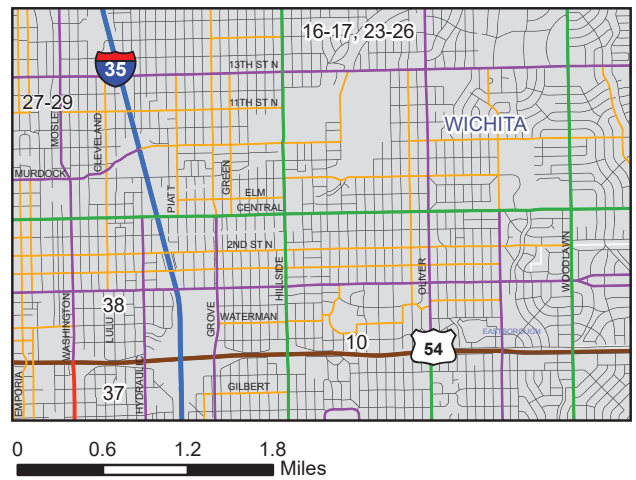 16-17, 23-26
13TH ST N
35
27-29
11TH ST N
MOSLE
CLEVELAND
WICHITA
MURDOCK
PIATT
GREEN
ELM
CENTRAL
2ND ST N
HILLSIDE
OLIVER
WOODLAWN
WASHINGTON
38
LULU
GROVE
WATERMAN
EASTBOROUGH
10
54
EMPORIA
37
HYDRAULIC
GILBERT
0 0.6 1.2 1.8
Miles